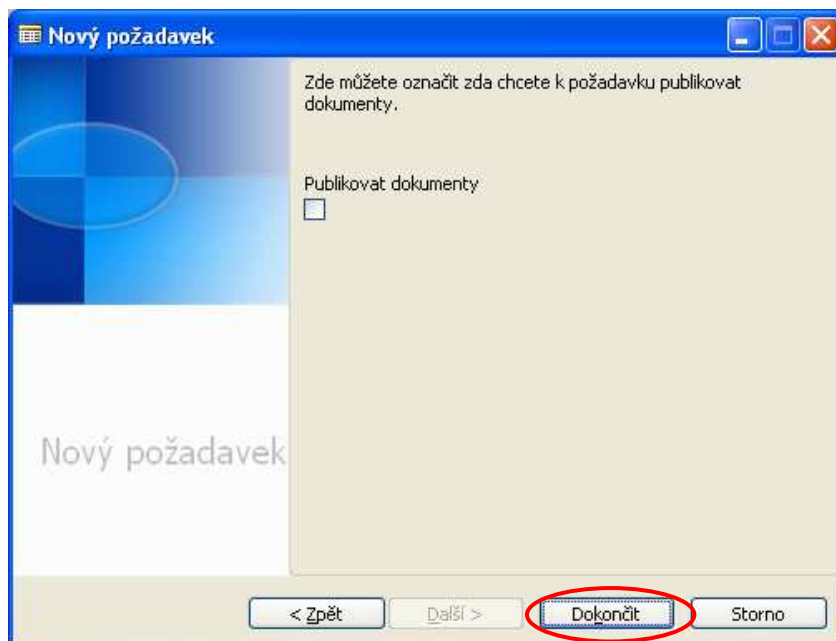 Nový požadavek
Zde můžete označit zda chcete k požadavku publikovat
dokumenty.
Publikovat dokumenty
Nový požadavek
< Zpět
Další >
Dokončit
Storno